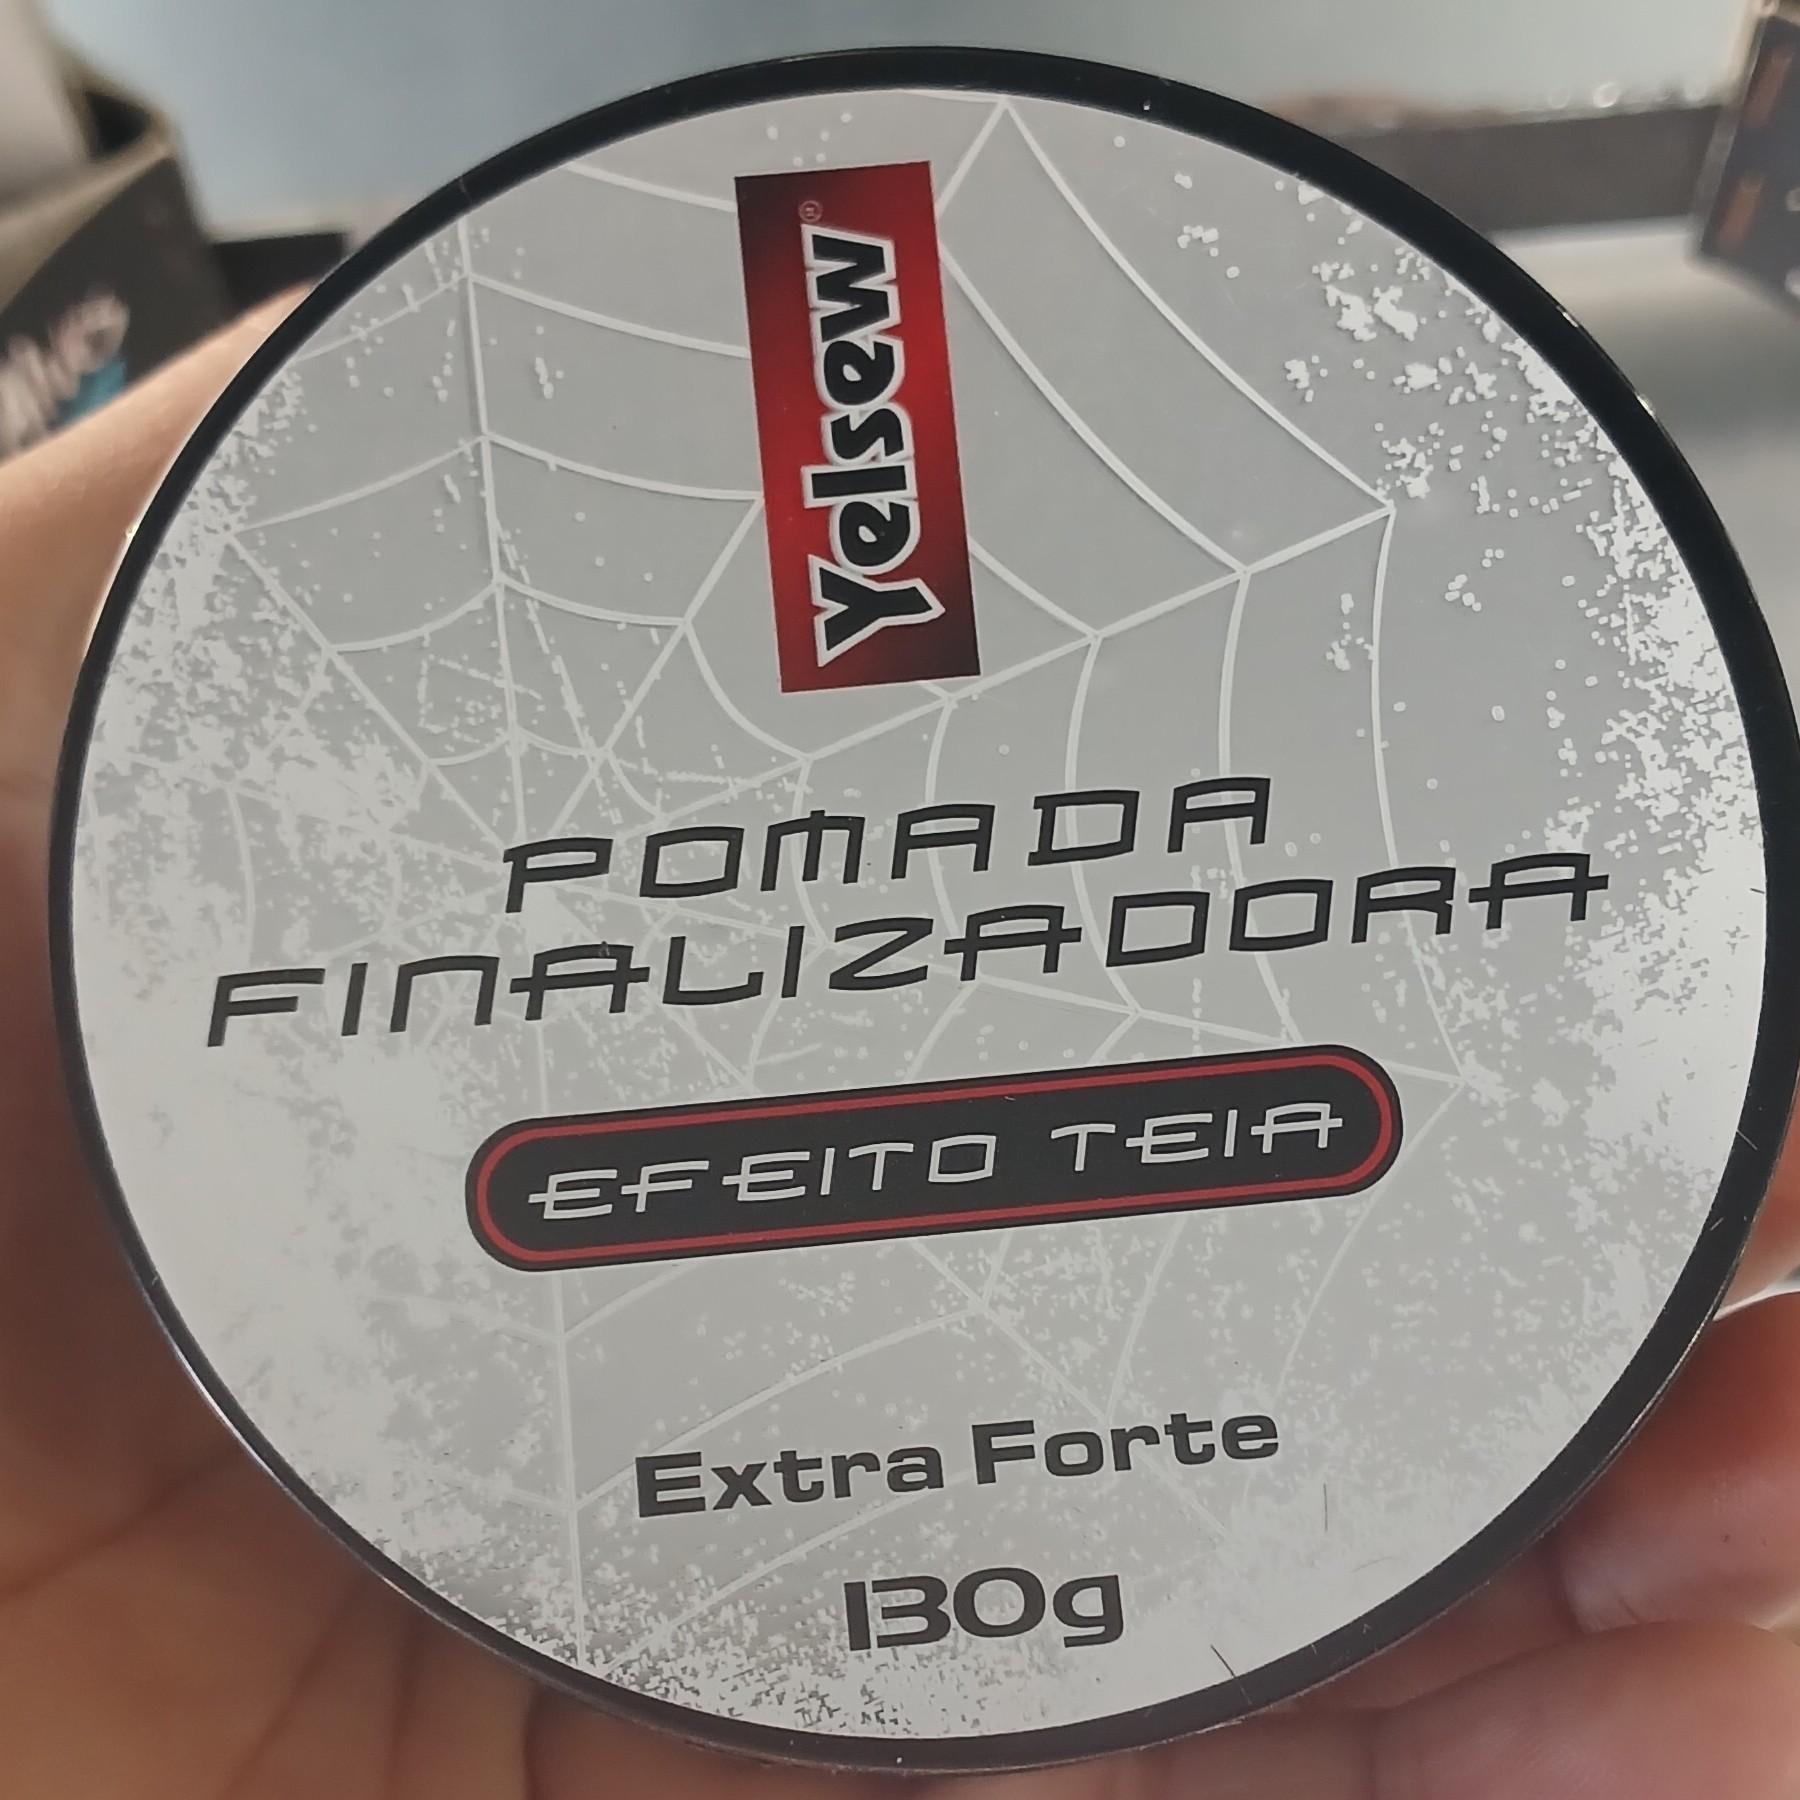 Yelsew®
POMADA
FINALIZADORA
EFEITO TEIA
Extra Forte
130g